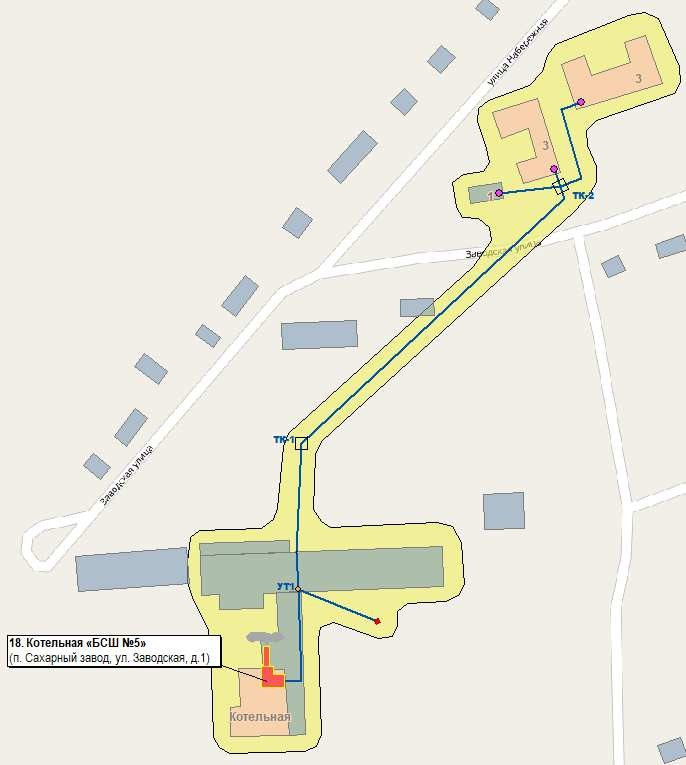 улица Набережная
3
3
1
ТК-2
Заводская улица
ТК-1
Заводская улица
УТ1
18. Котельная «БСШ №5»
(п. Сахарный завод, ул. Заводская, д.1)
Котельная